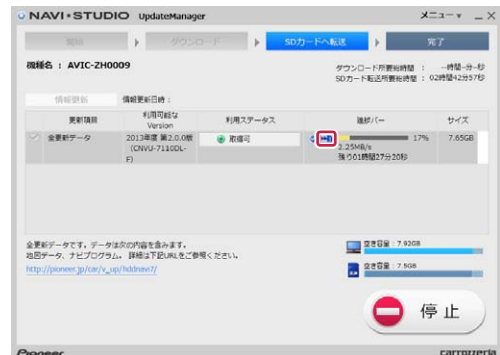 NAVI•STUDIO UpdateManager
メニュー
開始
ダウンロード
SDカードへ転送
完了
機種名 : AVIC-ZH0009
ダウンロード所要総時間 : --時間-分-秒
SDカード転送所要総時間 : 02時間42分57秒
情報更新
情報更新日時 :
更新項目
利用可能な
Version
利用ステータス
進捗バー
サイズ
全更新データ
2013年度 第2.0.0版
(CNVU-7110DL-
F)
取得可
17%
7.65GB
2.25MB/s
残り01時間27分20秒
全更新データです。データは次の内容を含みます。
地図データ、ナビプログラム。 詳細は下記URLをご参照ください。
http://pioneer.jp/car/v_up/hddnavi7/
空き容量 : 7.92GB
空き容量 : 7.5GB
停止
Pioneer
carrozzeria